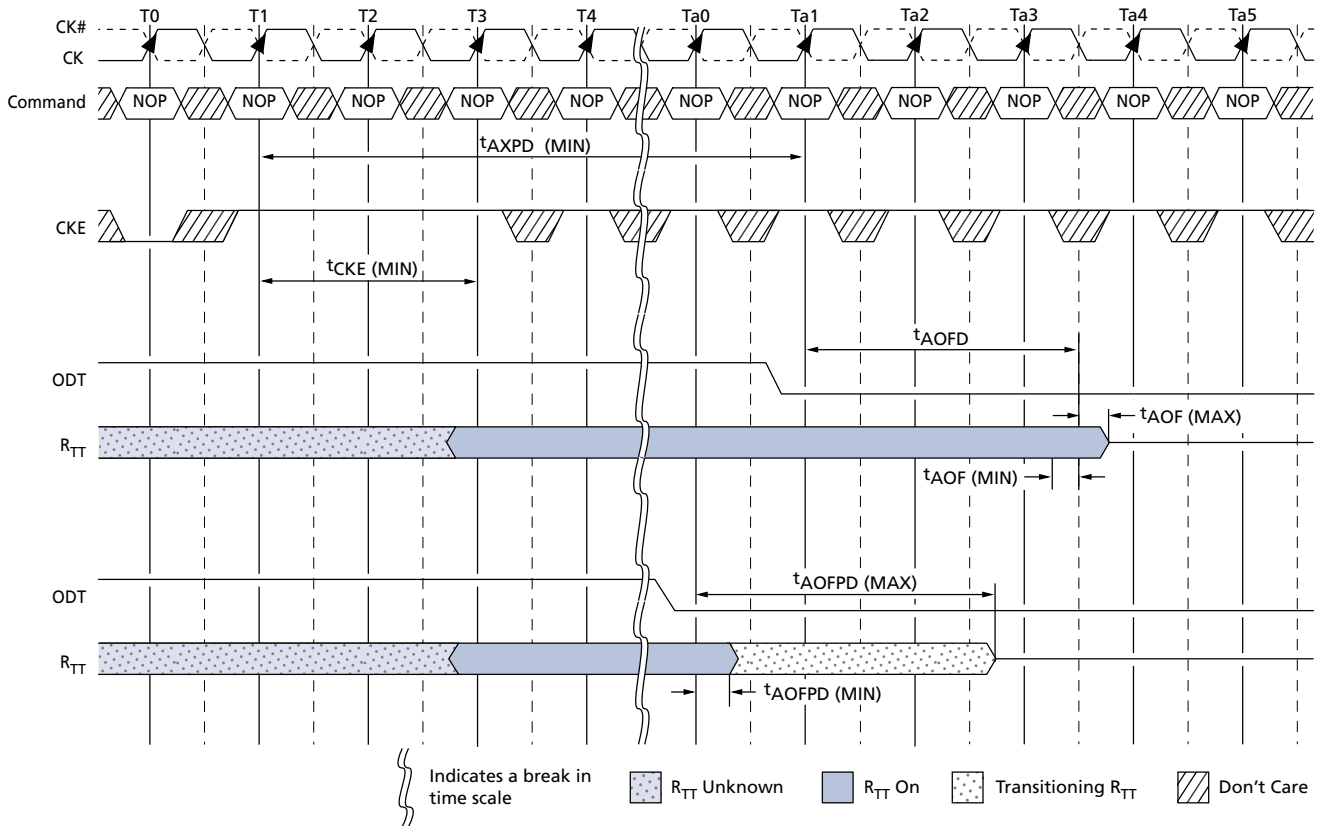 T0 T1 T2 T3 T4 Ta0 Ta1 Ta2 Ta3 Ta4 Ta5
CK#
CK
Command NOP NOP NOP NOP NOP NOP NOP NOP NOP NOP NOP
tAXPD (MIN)
CKE
tCKE (MIN)
tAOFD
ODT
tAOF (MAX)
RTT
tAOF (MIN)
tAOFPD (MAX)
ODT
RTT
tAOFPD (MIN)
Indicates a break in
time scale
RTT Unknown
RTT On
Transitioning RTT
Don't Care